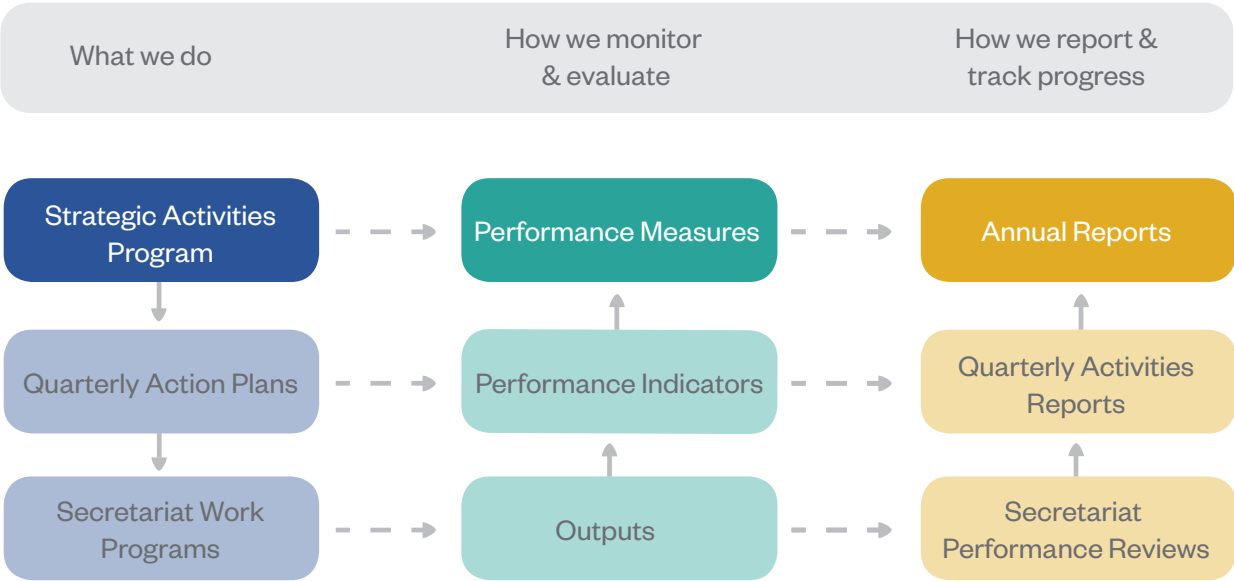 What we do
How we monitor
& evaluate
How we report &
track progress
Strategic Activities
Program
Performance Measures
Annual Reports
Quarterly Action Plans
Performance Indicators
Quarterly Activities
Reports
Secretariat Work
Programs
Outputs
Secretariat
Performance Reviews